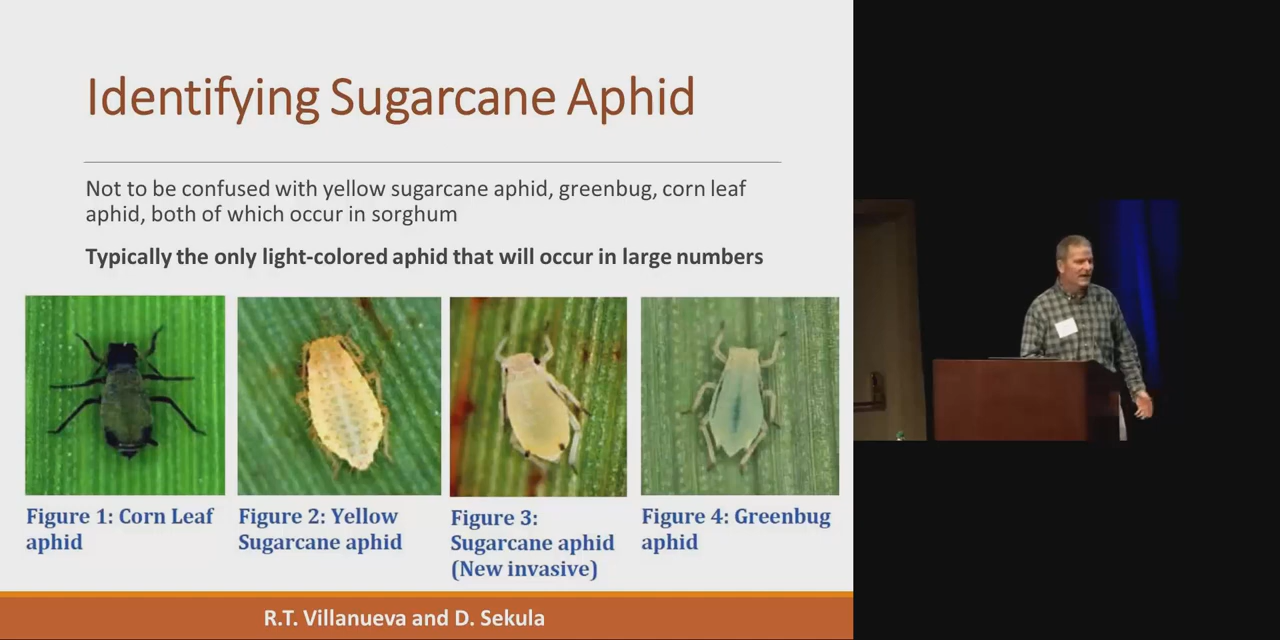 Identifying Sugarcane Aphid
Not to be confused with yellow sugarcane aphid, greenbug, corn leaf
aphid, both of which occur in sorghum
Typically the only light-colored aphid that will occur in large numbers
Figure 1: Corn Leaf
aphid
Figure 2: Yellow
Sugarcane aphid
Figure 3:
Sugarcane aphid
(New invasive)
Figure 4: Greenbug
aphid
R.T. Villanueva and D. Sekula